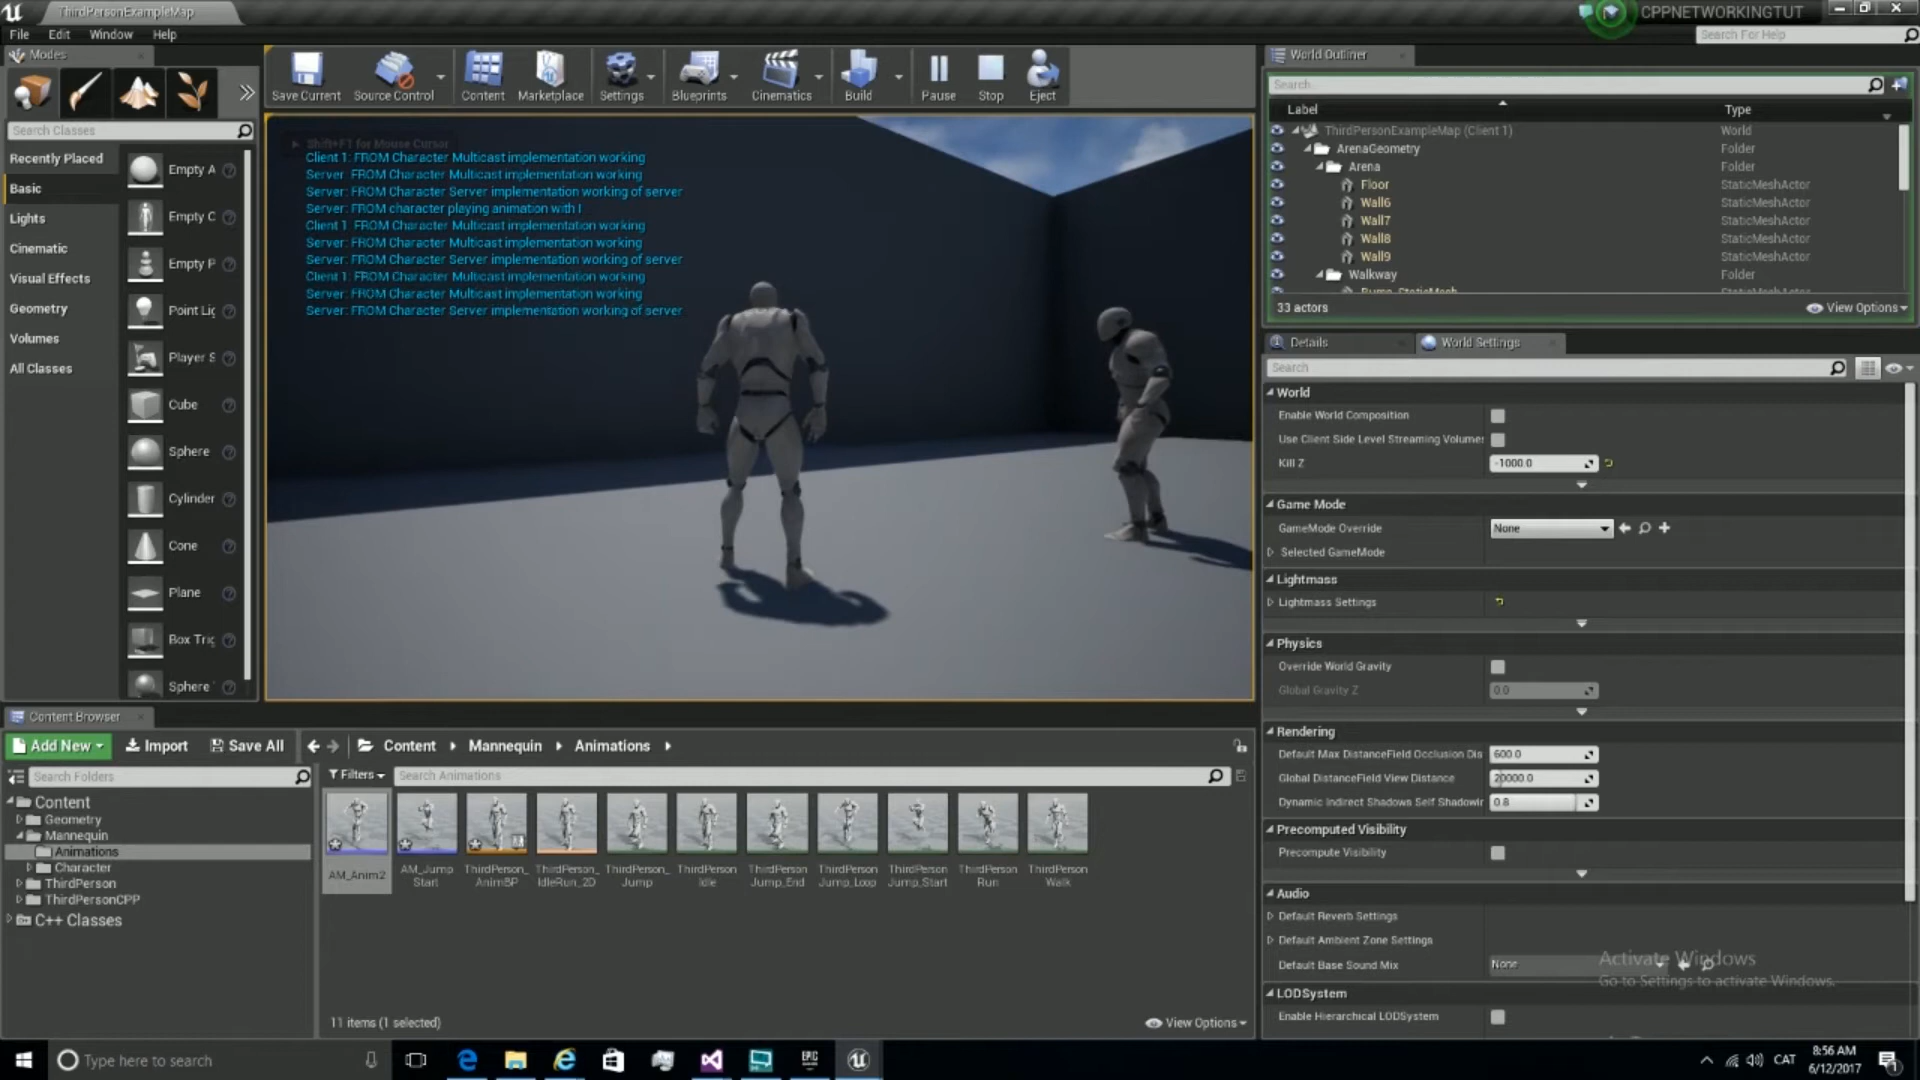 ThirdPersonExampleMap
CPPNETWORKINGTUT
File Edit Window Help
Search For Help
Modes
Save Current
Source Control
Content
Marketplace
Settings
Blueprints
Cinematics
Build
Pause
Stop
Eject
Search Classes
Recently Placed
Basic
Lights
Cinematic
Visual Effects
Geometry
Volumes
All Classes
Empty A
Empty C
Empty P
Point Lig
Player S
Cube
Sphere
Cylinder
Cone
Plane
Box Trig
Sphere
Shift+F1 for Mouse Cursor
Client 1: FROM Character Multicast implementation working
Server: FROM Character Multicast implementation working
Server: FROM Character Server implementation working of server
Server: FROM character playing animation with I
Client 1: FROM Character Multicast implementation working
Server: FROM Character Multicast implementation working
Server: FROM Character Server implementation working of server
Client 1: FROM Character Multicast implementation working
Server: FROM Character Multicast implementation working
Server: FROM Character Server implementation working of server
World Outliner
Search...
Label Type
ThirdPersonExampleMap (Client 1) World
ArenaGeometry Folder
Arena Folder
Floor StaticMeshActor
Wall6 StaticMeshActor
Wall7 StaticMeshActor
Wall8 StaticMeshActor
Wall9 StaticMeshActor
Walkway Folder
33 actors
View Options
Details
World Settings
Search
World
Enable World Composition
Use Client Side Level Streaming Volumes
Kill Z -1000.0
Game Mode
GameMode Override None
Selected GameMode
Lightmass
Lightmass Settings
Physics
Override World Gravity
Global Gravity Z 0.0
Rendering
Default Max DistanceField Occlusion Dis 600.0
Global DistanceField View Distance 20000.0
Dynamic Indirect Shadows Self Shadowin 0.8
Precomputed Visibility
Precompute Visibility
Audio
Default Reverb Settings
Default Ambient Zone Settings
Default Base Sound Mix None
LODSystem
Enable Hierarchical LODSystem
Activate Windows
Go to Settings to activate Windows.
Content Browser
Add New
Import
Save All
Content
Mannequin
Animations
Search Folders
Filters
Search Animations
Content
Geometry
Mannequin
Animations
Character
ThirdPerson
ThirdPersonCPP
C++ Classes
AM_Anim2
AM_Jump
Start
ThirdPerson_
AnimBP
ThirdPerson_
IdleRun_2D
ThirdPerson_
Jump
ThirdPerson
Idle
ThirdPerson
Jump_End
ThirdPerson
Jump_Loop
ThirdPerson
Jump_Start
ThirdPerson
Run
ThirdPerson
Walk
11 items (1 selected)
View Options
Type here to search
EPIC
CAT
8:56 AM
6/12/2017